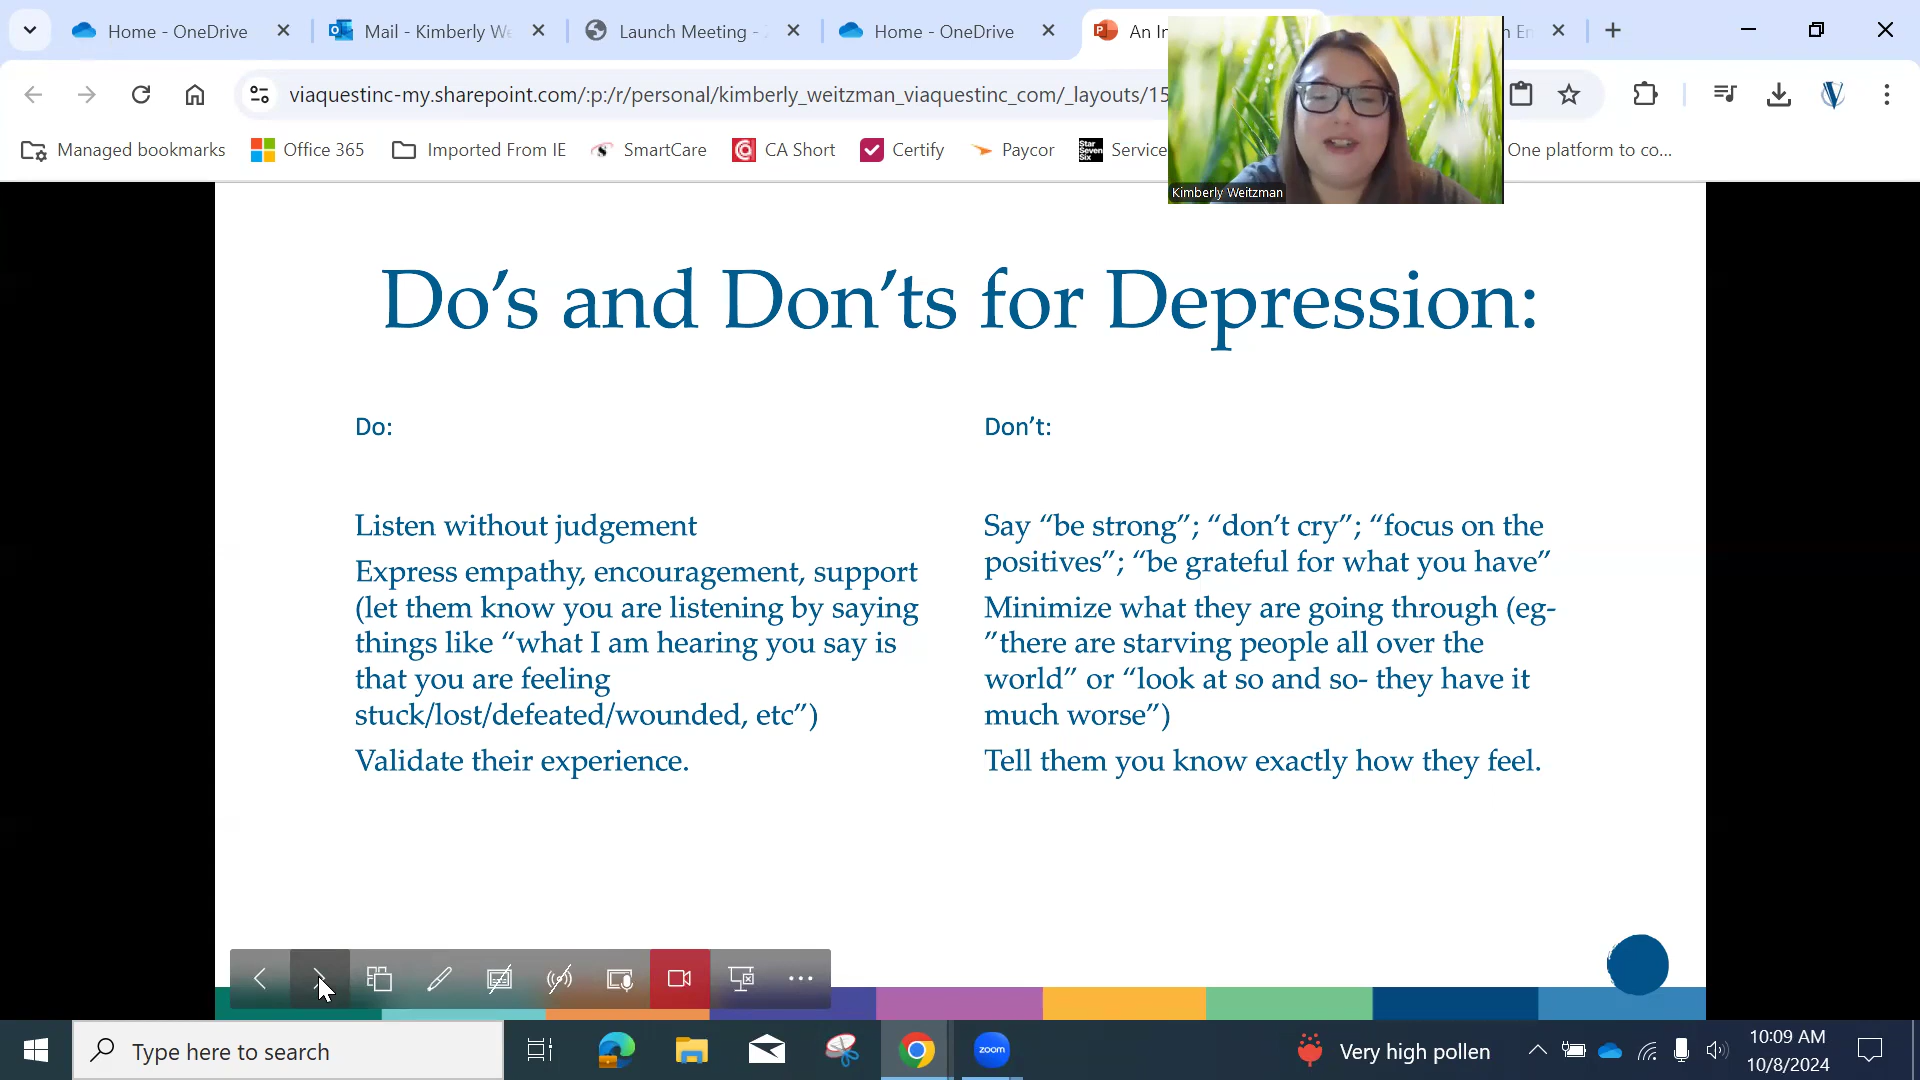 Home - OneDrive
Mail - Kimberly We
Launch Meeting -
Home - OneDrive
An In
viaquestinc-my.sharepoint.com/:p:/r/personal/kimberly_weitzman_viaquestinc_com/_layouts/15
Managed bookmarks
Office 365
Imported From IE
SmartCare
CA Short
Certify
Paycor
Star Seven Six
Service
One platform to co...
Kimberly Weitzman
Do’s and Don’ts for Depression:
Do:
Listen without judgement
Express empathy, encouragement, support
(let them know you are listening by saying
things like “what I am hearing you say is
that you are feeling
stuck/lost/defeated/wounded, etc”)
Validate their experience.
Don’t:
Say “be strong”; “don’t cry”; “focus on the
positives”; “be grateful for what you have”
Minimize what they are going through (eg-
”there are starving people all over the
world” or “look at so and so- they have it
much worse”)
Tell them you know exactly how they feel.
Type here to search
zoom
Very high pollen
10:09 AM
10/8/2024